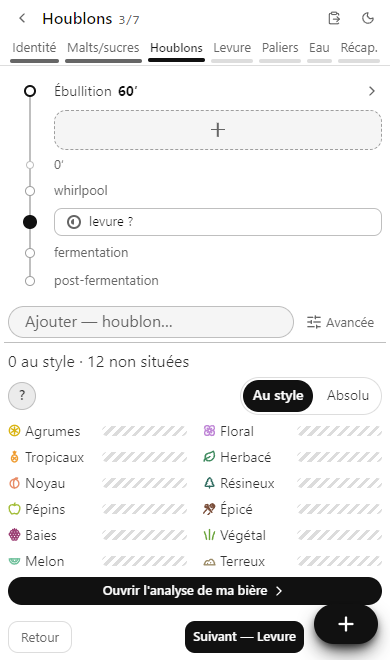 Houblons 3/7
Identité Malts/sucres Houblons Levure Paliers Eau Récap.
Ébullition 60′
0′
whirlpool
levure ?
fermentation
post-fermentation
Ajouter — houblon...
Avancée
0 au style · 12 non situées
? Au style Absolu
Agrumes Floral
Tropicaux Herbacé
Noyau Résineux
Pépins Épicé
Baies Végétal
Melon Terreux
Ouvrir l'analyse de ma bière
Retour Suivant — Levure